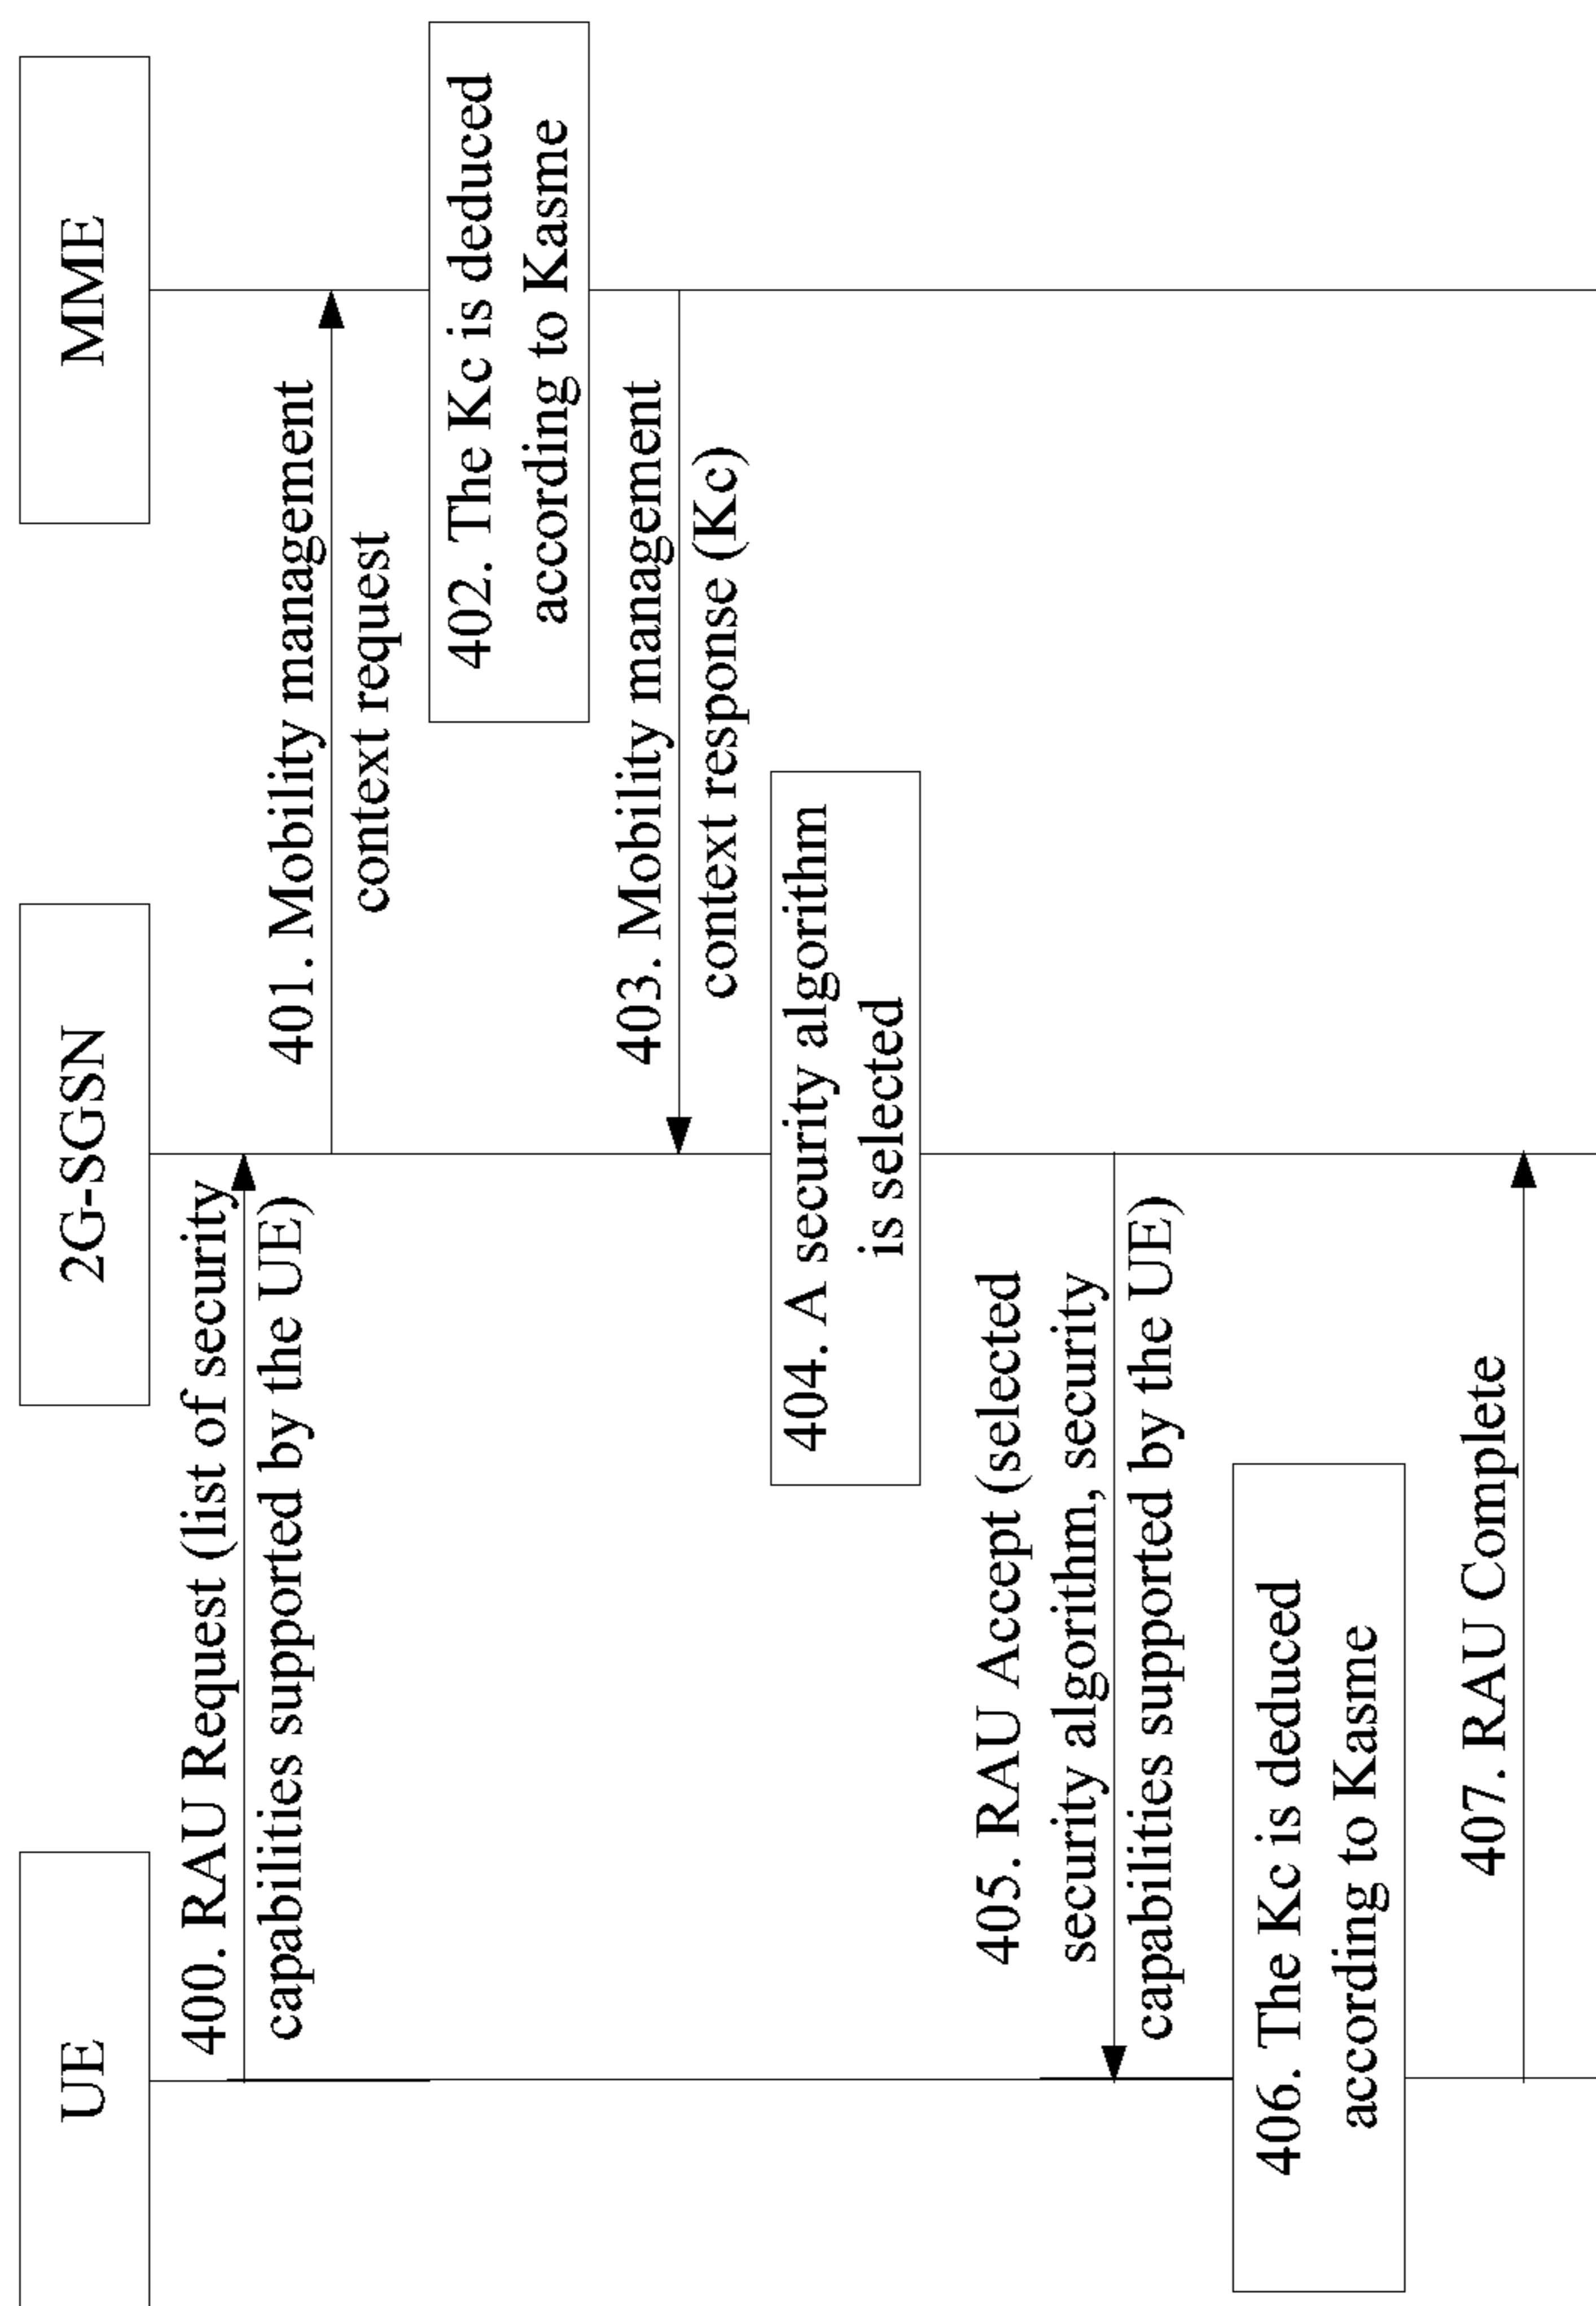 UE
2G-SGSN
MME
400. RAU Request (list of security
capabilities supported by the UE)
401. Mobility management
context request
402. The Kc is deduced
according to Kasme
403. Mobility management
context response (Kc)
404. A security algorithm
is selected
405. RAU Accept (selected
security algorithm, security
capabilities supported by the UE)
406. The Kc is deduced
according to Kasme
407. RAU Complete